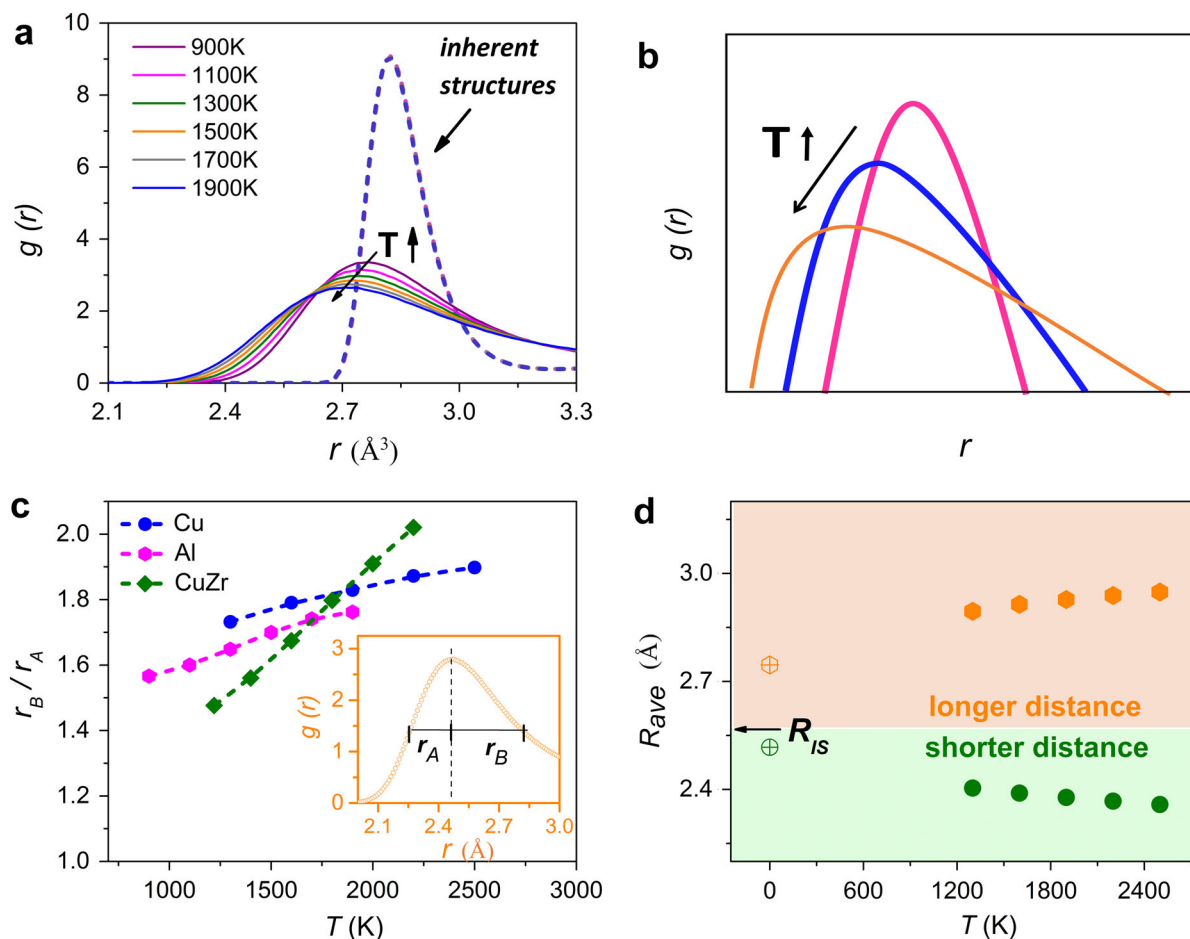 a
10
8
6
4
2
0
g (r)
900K
1100K
1300K
1500K
1700K
1900K
inherent
structures
T
2.1 2.4 2.7 3.0 3.3
r (Å³)
b
T
g (r)
r
c
2.0
1.8
1.6
1.4
1.2
1.0
r_B / r_A
Cu
Al
CuZr
3
2
1
0
g (r)
r_A
r_B
2.1 2.4 2.7 3.0
r (Å)
1000 1500 2000 2500 3000
T (K)
d
3.0
2.7
2.4
R_ave (Å)
longer distance
R_IS
shorter distance
0 600 1200 1800 2400
T (K)